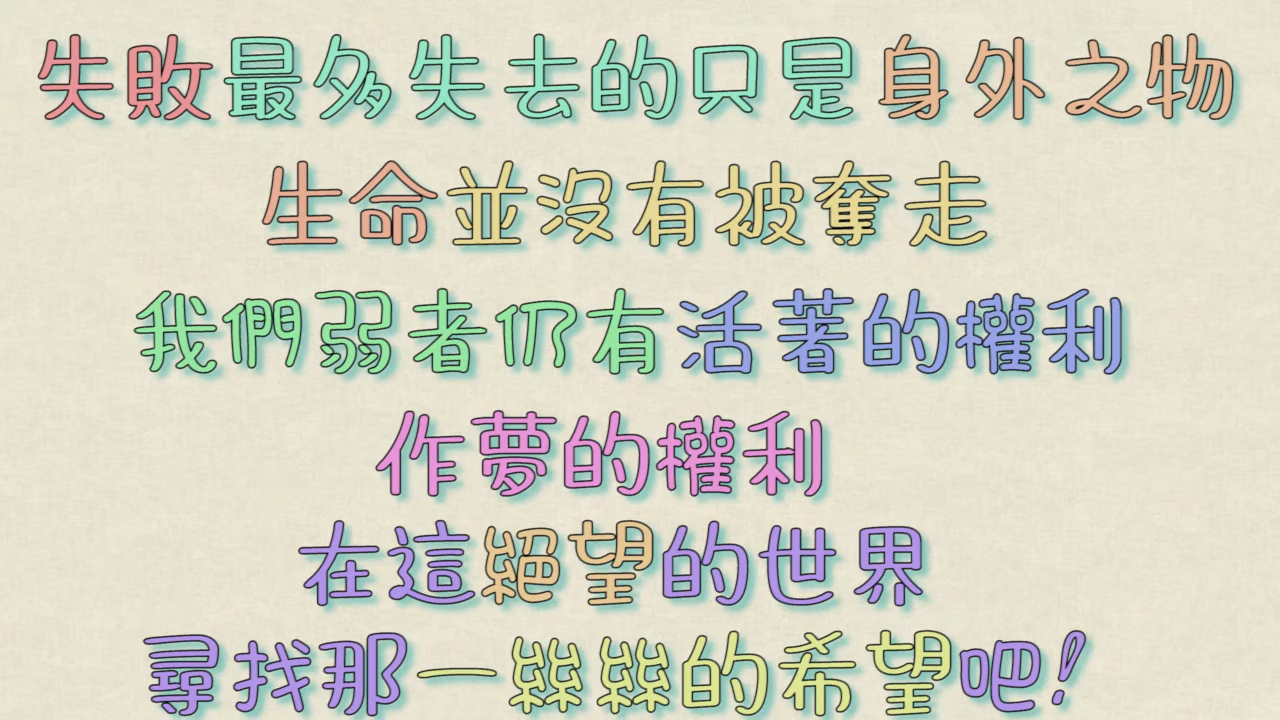 失敗最多失去的只是身外之物
生命並沒有被奪走
我們弱者仍有活著的權利
作夢的權利
在這絕望的世界
尋找那一絲絲的希望吧!